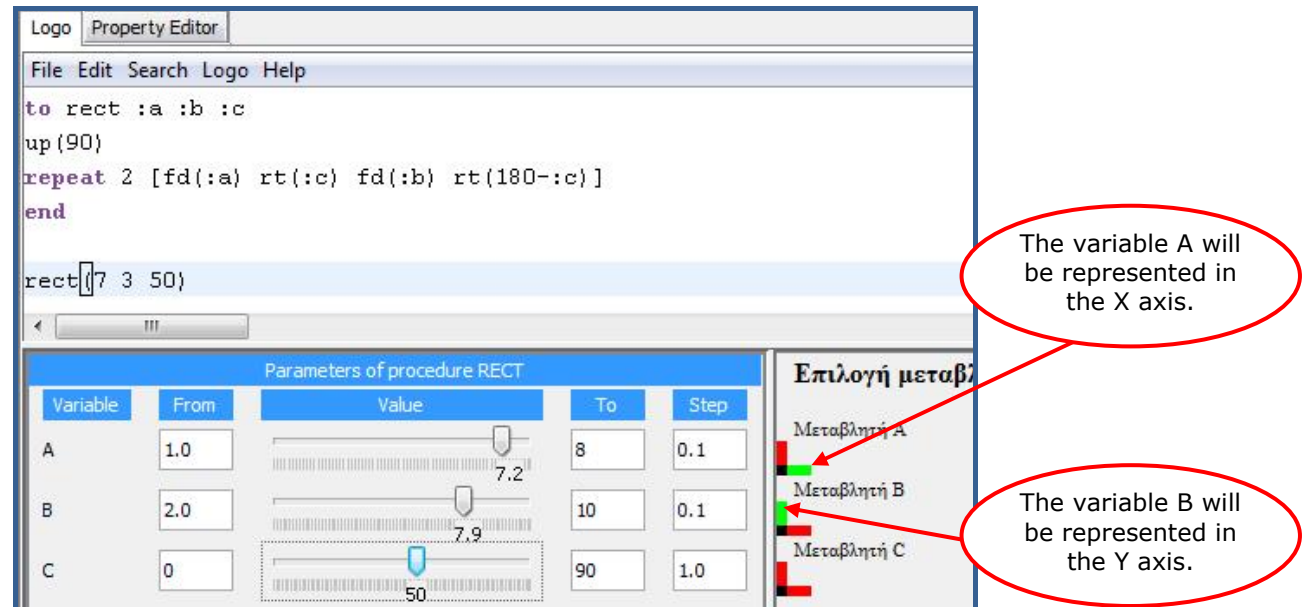 Logo Property Editor
File Edit Search Logo Help
to rect :a :b :c
up(90)
repeat 2 [fd(:a) rt(:c) fd(:b) rt(180-:c)]
end
rect(7 3 50)
The variable A will
be represented in
the X axis.
Parameters of procedure RECT
Variable From Value To Step
A 1.0 7.2 8 0.1
B 2.0 7.9 10 0.1
C 0 50 90 1.0
Επιλογή μεταβλ
Μεταβλητή Α
Μεταβλητή Β
Μεταβλητή C
The variable B will
be represented in
the Y axis.